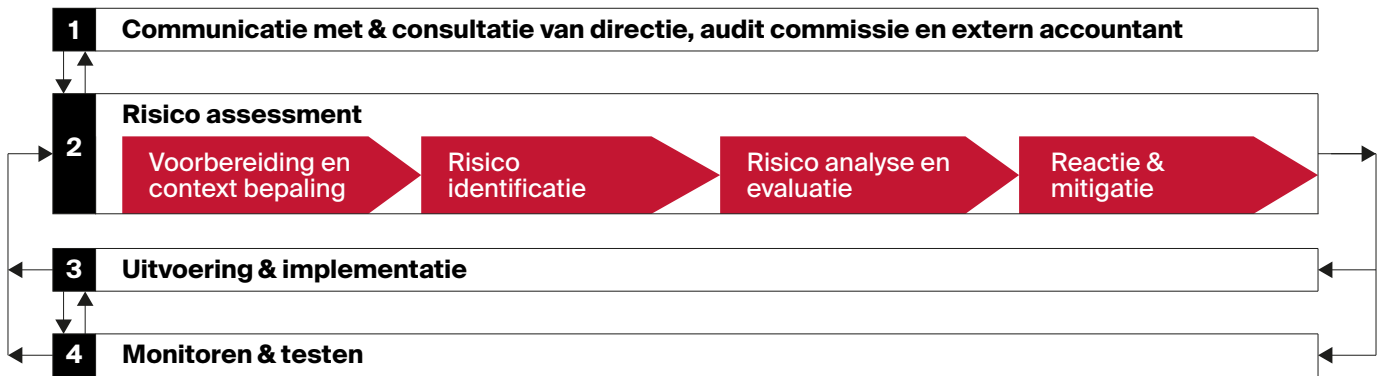 1 Communicatie met & consultatie van directie, audit commissie en extern accountant
2 Risico assessment
Voorbereiding en
context bepaling
Risico
identificatie
Risico analyse en
evaluatie
Reactie &
mitigatie
3 Uitvoering & implementatie
4 Monitoren & testen